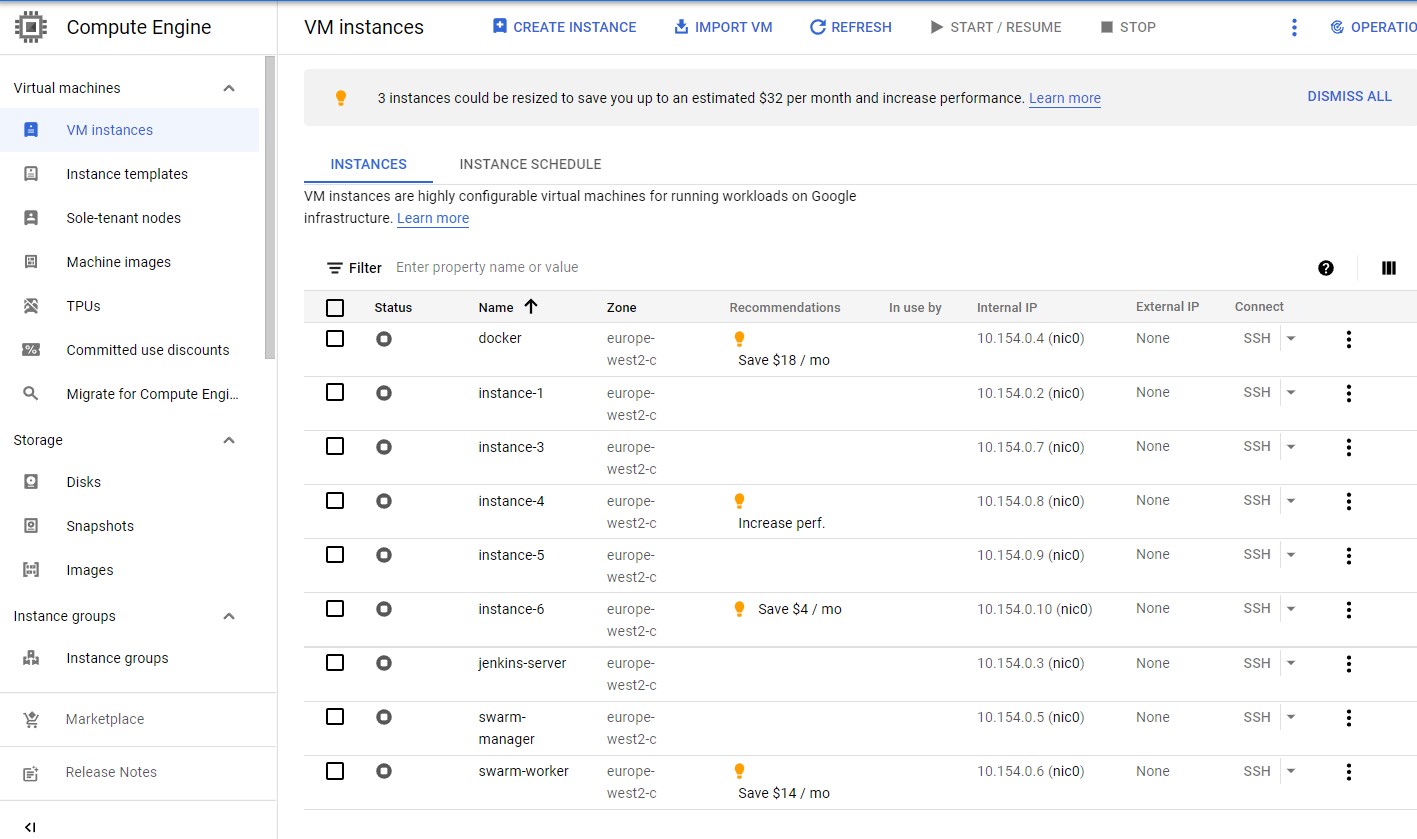 Compute Engine
VM instances
CREATE INSTANCE
IMPORT VM
REFRESH
START / RESUME
STOP
OPERATIO
Virtual machines
VM instances
Instance templates
Sole-tenant nodes
Machine images
TPUs
Committed use discounts
Migrate for Compute Engi...
Storage
Disks
Snapshots
Images
Instance groups
Instance groups
Marketplace
Release Notes
3 instances could be resized to save you up to an estimated $32 per month and increase performance. Learn more
DISMISS ALL
INSTANCES
INSTANCE SCHEDULE
VM instances are highly configurable virtual machines for running workloads on Google
infrastructure. Learn more
Filter Enter property name or value
Status Name Zone Recommendations In use by Internal IP External IP Connect
docker europe- 10.154.0.4 (nic0) None SSH
west2-c Save $18 / mo
instance-1 europe- 10.154.0.2 (nic0) None SSH
west2-c
instance-3 europe- 10.154.0.7 (nic0) None SSH
west2-c
instance-4 europe- 10.154.0.8 (nic0) None SSH
west2-c Increase perf.
instance-5 europe- 10.154.0.9 (nic0) None SSH
west2-c
instance-6 europe- Save $4 / mo 10.154.0.10 (nic0) None SSH
west2-c
jenkins-server europe- 10.154.0.3 (nic0) None SSH
west2-c
swarm- europe- 10.154.0.5 (nic0) None SSH
manager west2-c
swarm-worker europe- 10.154.0.6 (nic0) None SSH
west2-c Save $14 / mo